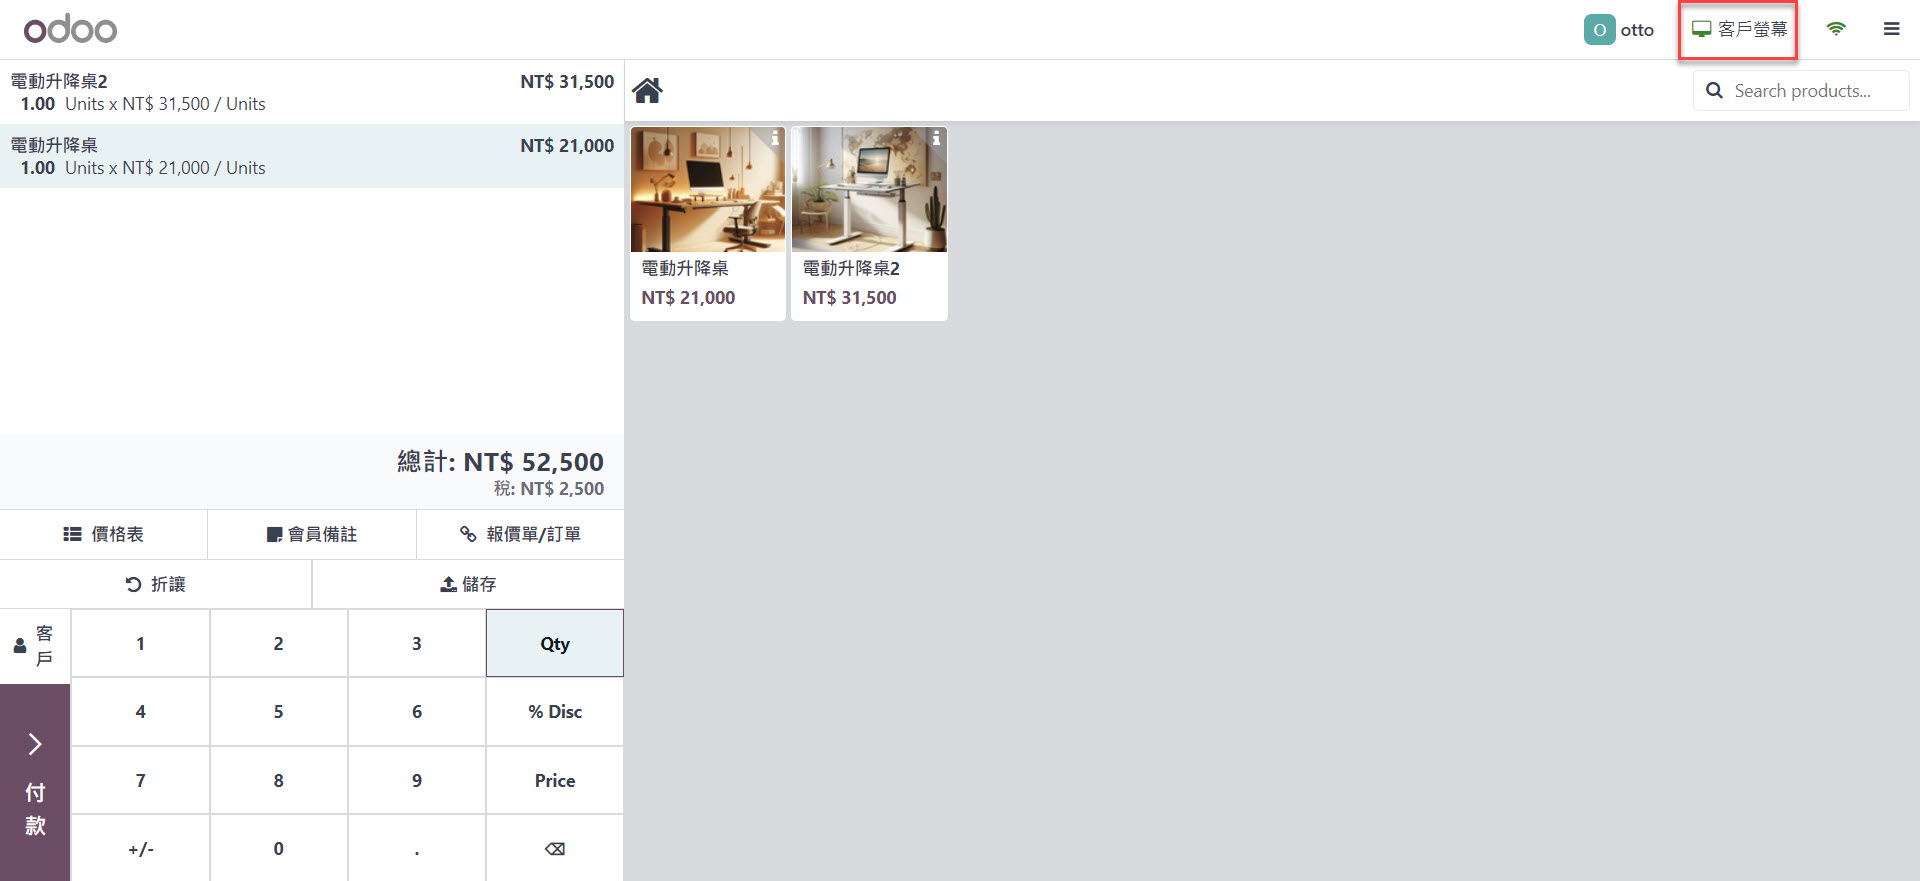 odoo
O otto
客戶螢幕
電動升降桌2 NT$ 31,500
1.00 Units x NT$ 31,500 / Units
電動升降桌 NT$ 21,000
1.00 Units x NT$ 21,000 / Units
總計: NT$ 52,500
稅: NT$ 2,500
價格表
會員備註
報價單/訂單
折讓
儲存
客戶
付款
1 2 3 Qty
4 5 6 % Disc
7 8 9 Price
+/- 0 . ⌫
Search products...
電動升降桌
NT$ 21,000
電動升降桌2
NT$ 31,500